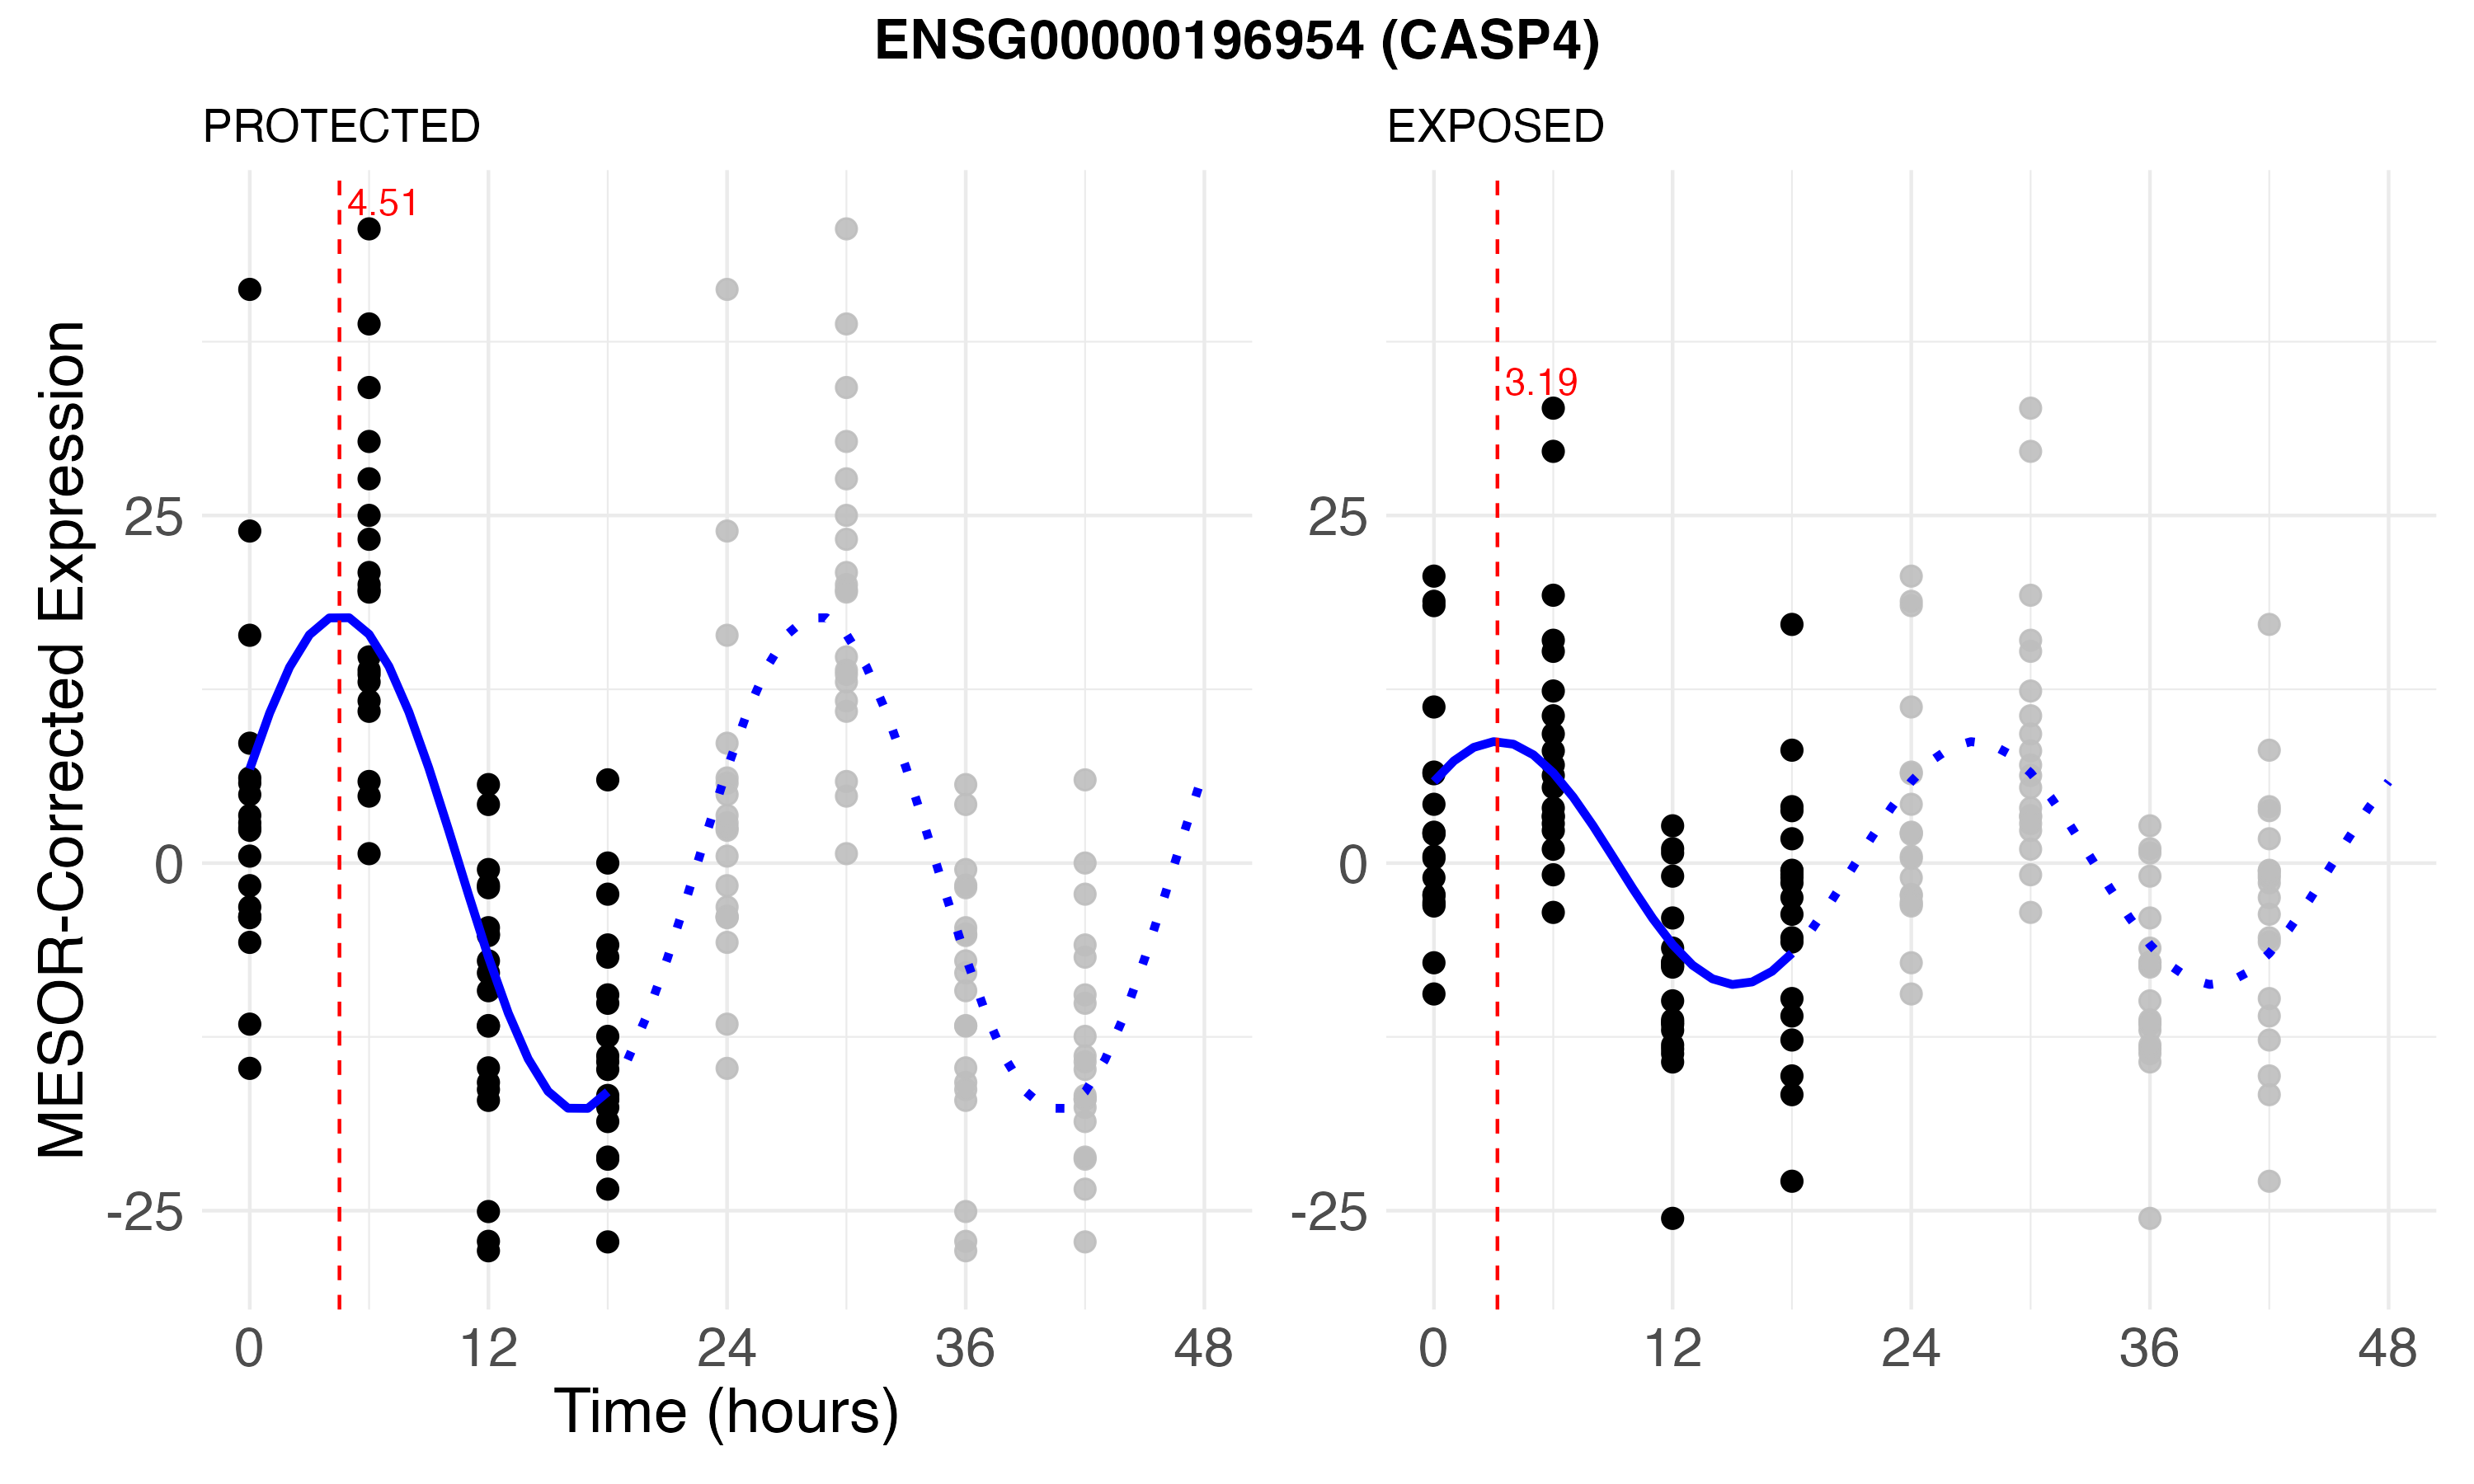 ENSG00000196954 (CASP4)
PROTECTED
EXPOSED
4.51
3.19
MESOR-Corrected Expression
25
0
-25
25
0
-25
0 12 24 36 48
0 12 24 36 48
Time (hours)